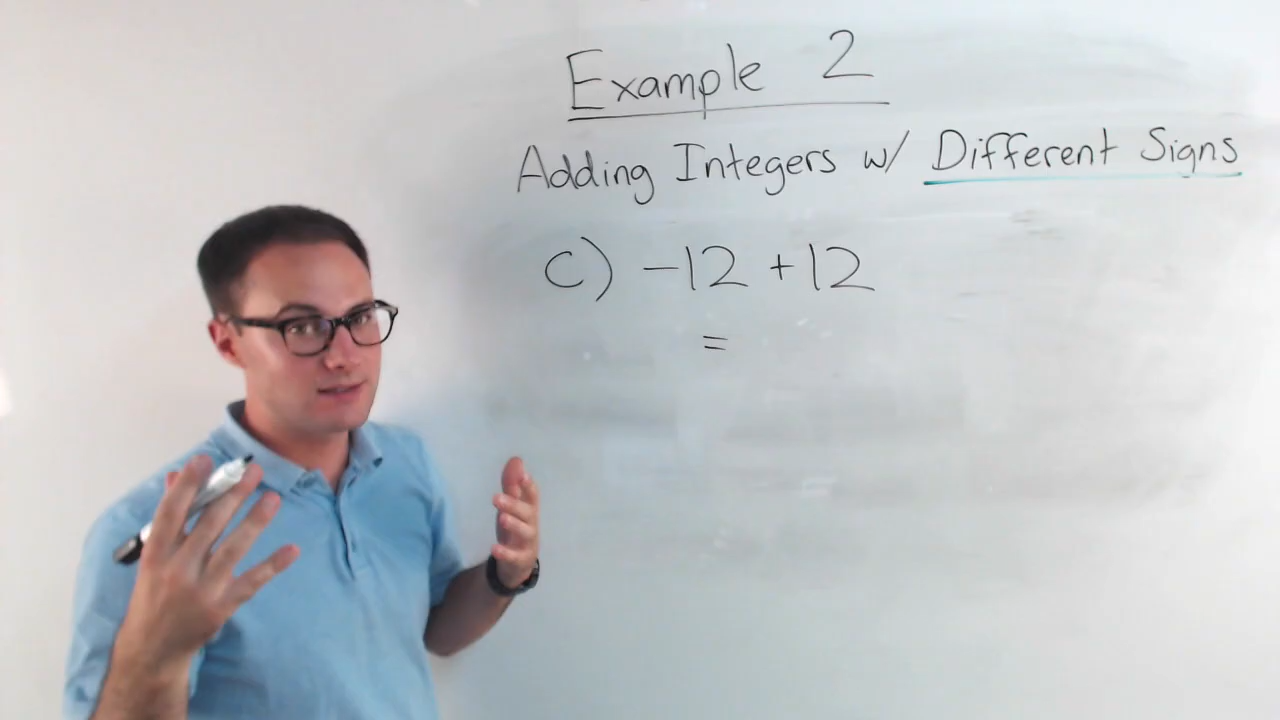 Example 2
Adding Integers w/ Different Signs
C) -12 + 12
=